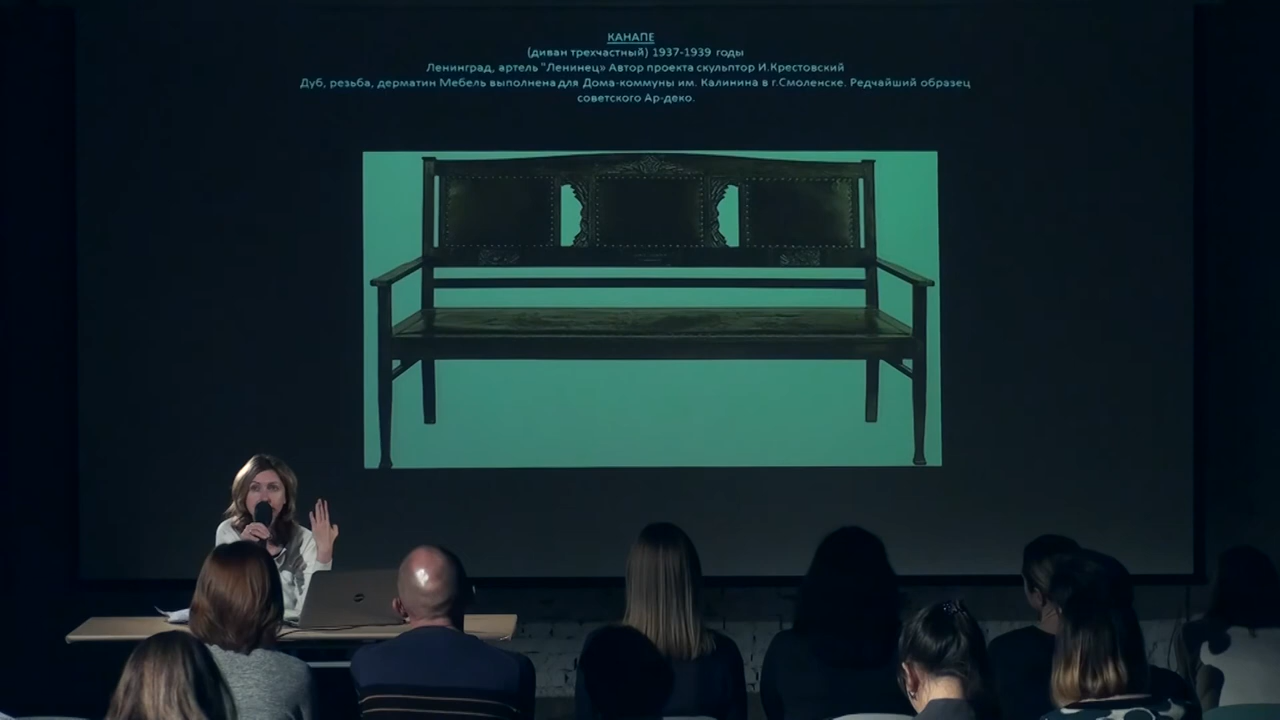 КАНАПЕ
(диван трехчастный) 1937-1939 годы
Ленинград, артель "Ленинец» Автор проекта скульптор И.Крестовский
Дуб, резьба, дерматин Мебель выполнена для Дома-коммуны им. Калинина в г.Смоленске. Редчайший образец
советского Ар-деко.